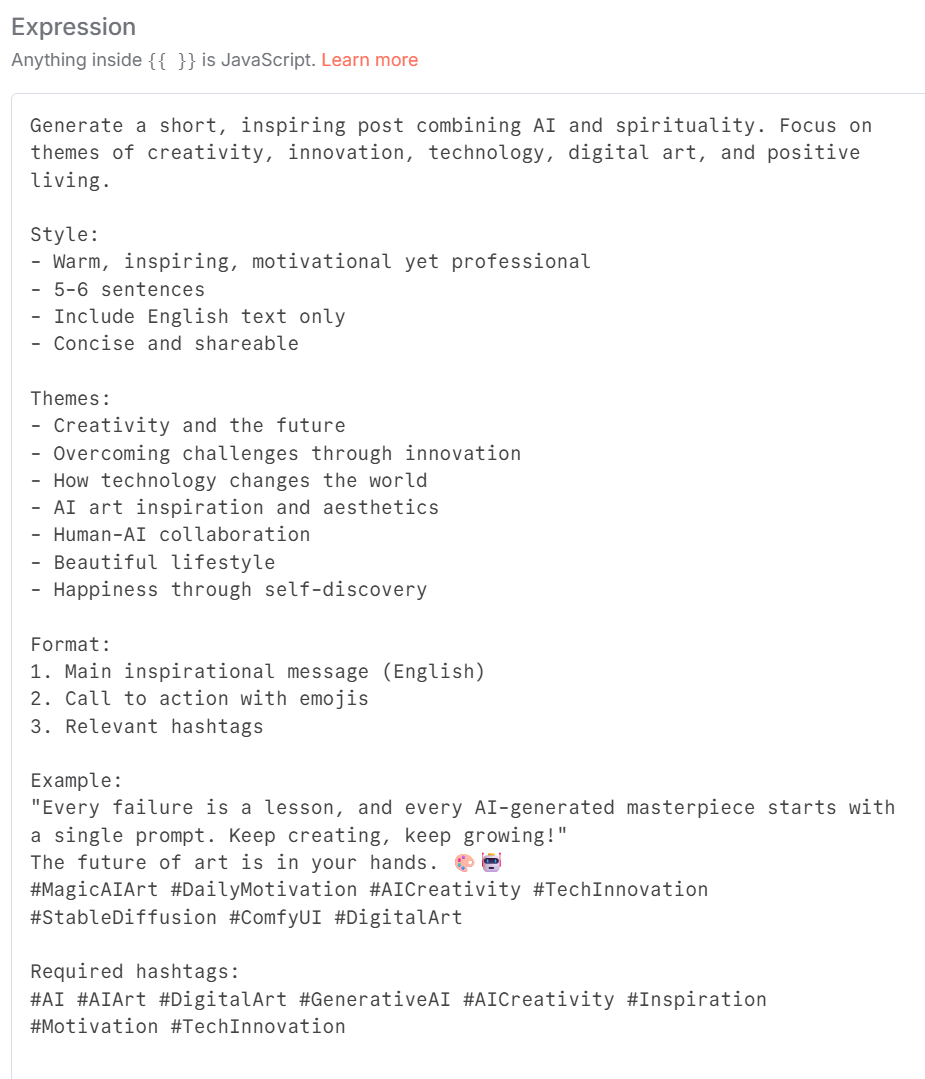 Expression
Anything inside {{ }} is JavaScript. Learn more
Generate a short, inspiring post combining AI and spirituality. Focus on
themes of creativity, innovation, technology, digital art, and positive
living.
Style:
- Warm, inspiring, motivational yet professional
- 5-6 sentences
- Include English text only
- Concise and shareable
Themes:
- Creativity and the future
- Overcoming challenges through innovation
- How technology changes the world
- AI art inspiration and aesthetics
- Human-AI collaboration
- Beautiful lifestyle
- Happiness through self-discovery
Format:
1. Main inspirational message (English)
2. Call to action with emojis
3. Relevant hashtags
Example:
"Every failure is a lesson, and every AI-generated masterpiece starts with
a single prompt. Keep creating, keep growing!"
The future of art is in your hands. 🎨🤖
#MagicAIArt #DailyMotivation #AICreativity #TechInnovation
#StableDiffusion #ComfyUI #DigitalArt
Required hashtags:
#AI #AIArt #DigitalArt #GenerativeAI #AICreativity #Inspiration
#Motivation #TechInnovation